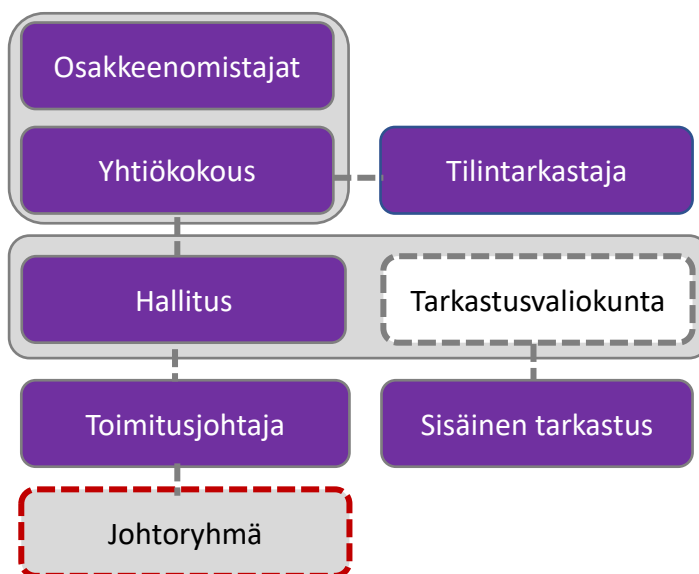 Osakkeenomistajat
Yhtiökokous
Tilintarkastaja
Hallitus
Tarkastusvaliokunta
Toimitusjohtaja
Sisäinen tarkastus
Johtoryhmä